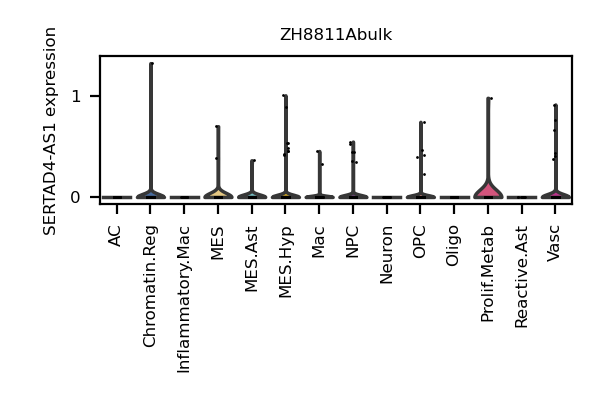 ZH8811Abulk
SERTAD4-AS1 expression
1
0
AC
Chromatin.Reg
Inflammatory.Mac
MES
MES.Ast
MES.Hyp
Mac
NPC
Neuron
OPC
Oligo
Prolif.Metab
Reactive.Ast
Vasc